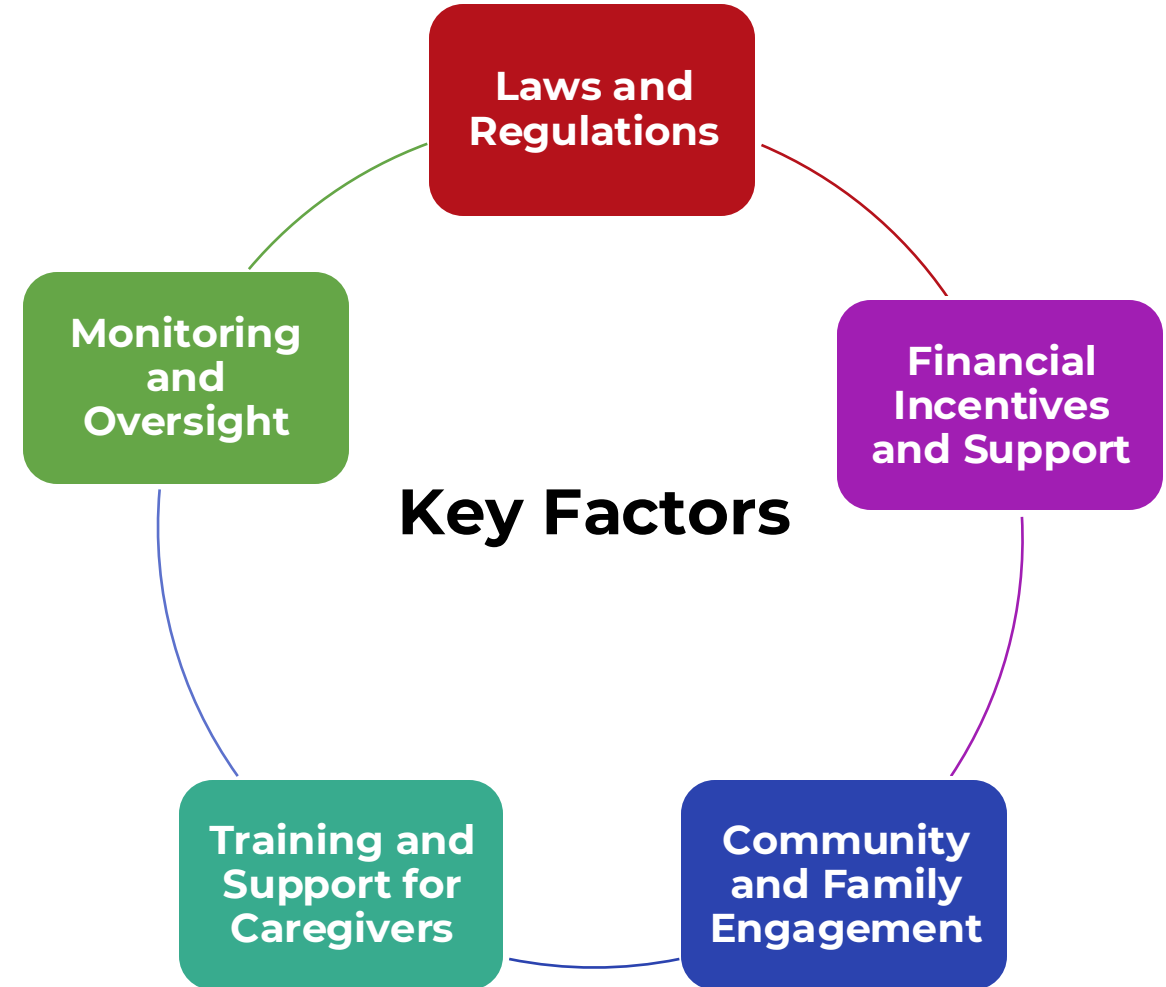 Laws and
Regulations
Financial
Incentives
and Support
Community
and Family
Engagement
Training and
Support for
Caregivers
Monitoring
and
Oversight
Key Factors